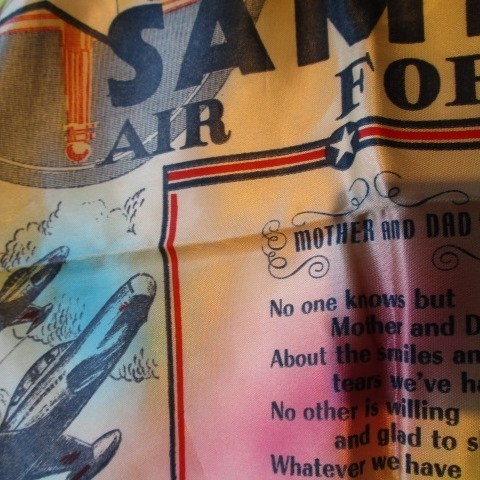 SAM
AIR FOR
MOTHER AND DAD
No one knows but
Mother and D
About the smiles an
tears we've ha
No other is willing
and glad to s
Whatever we have